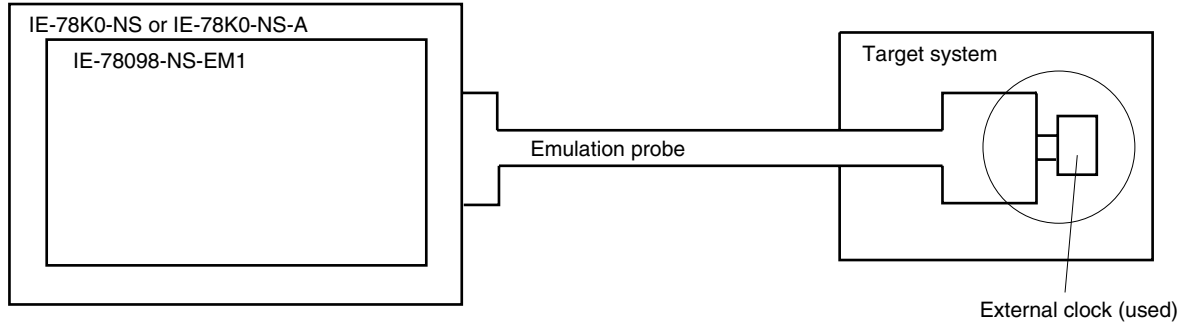 IE-78K0-NS or IE-78K0-NS-A
IE-78098-NS-EM1
Target system
Emulation probe
External clock (used)